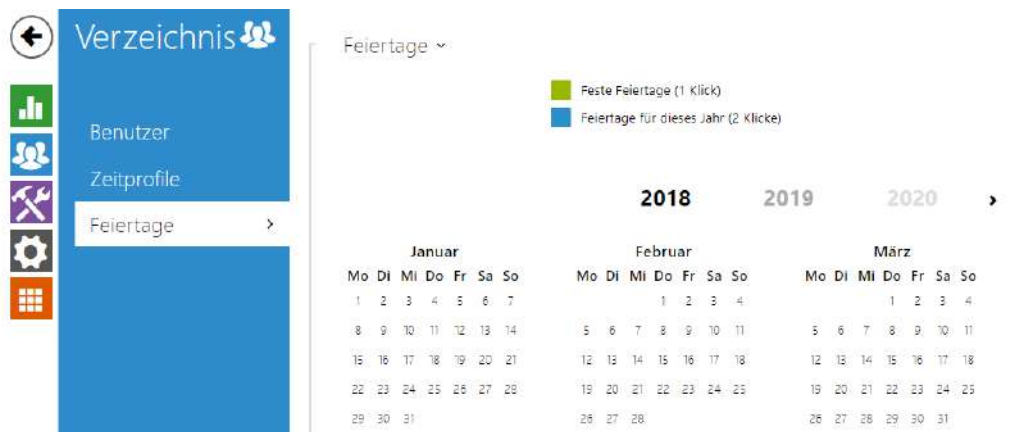 Verzeichnis
Benutzer
Zeitprofile
Feiertage
Feiertage
Feste Feiertage (1 Klick)
Feiertage für dieses Jahr (2 Klicke)
2018 2019 2020
Januar Februar März
Mo Di Mi Do Fr Sa So Mo Di Mi Do Fr Sa So Mo Di Mi Do Fr Sa So
1 2 3 4 5 6 7 1 2 3 4 1 2 3 4
8 9 10 11 12 13 14 5 6 7 8 9 10 11 5 6 7 8 9 10 11
15 16 17 18 19 20 21 12 13 14 15 16 17 18 12 13 14 15 16 17 18
22 23 24 25 26 27 28 19 20 21 22 23 24 25 19 20 21 22 23 24 25
29 30 31 26 27 28 26 27 28 29 30 31